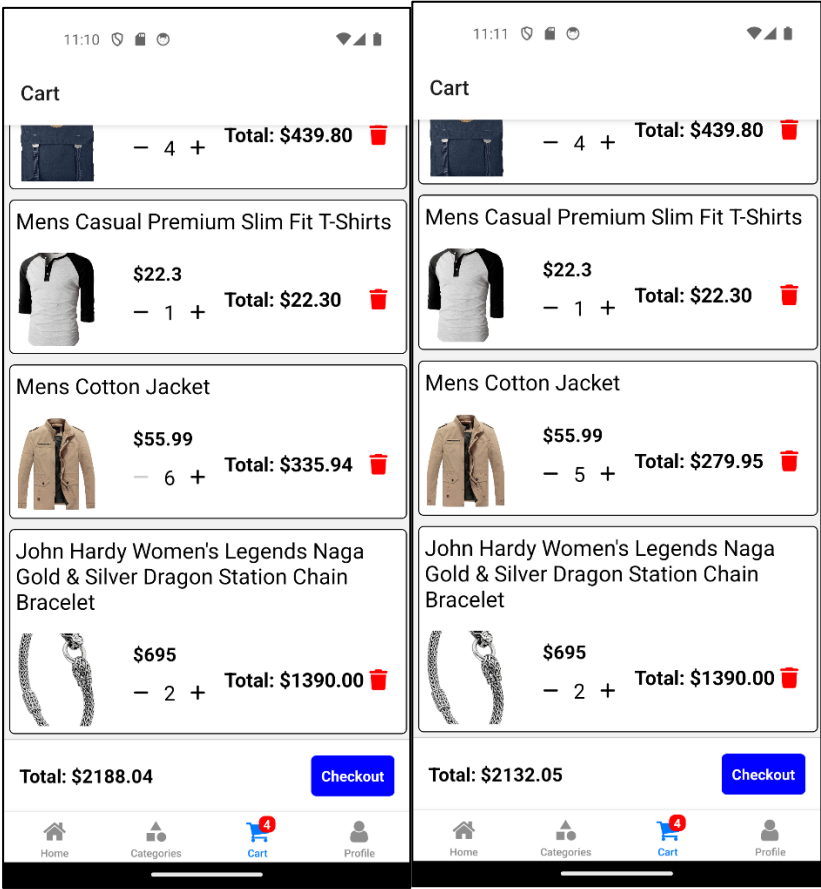 11:10
Cart
Total: $439.80
− 4 +
Mens Casual Premium Slim Fit T-Shirts
$22.3
Total: $22.30
− 1 +
Mens Cotton Jacket
$55.99
Total: $335.94
− 6 +
John Hardy Women's Legends Naga
Gold & Silver Dragon Station Chain
Bracelet
$695
Total: $1390.00
− 2 +
Total: $2188.04
Checkout
4
Home
Categories
Cart
Profile
11:11
Cart
Total: $439.80
− 4 +
Mens Casual Premium Slim Fit T-Shirts
$22.3
Total: $22.30
− 1 +
Mens Cotton Jacket
$55.99
Total: $279.95
− 5 +
John Hardy Women's Legends Naga
Gold & Silver Dragon Station Chain
Bracelet
$695
Total: $1390.00
− 2 +
Total: $2132.05
Checkout
4
Home
Categories
Cart
Profile